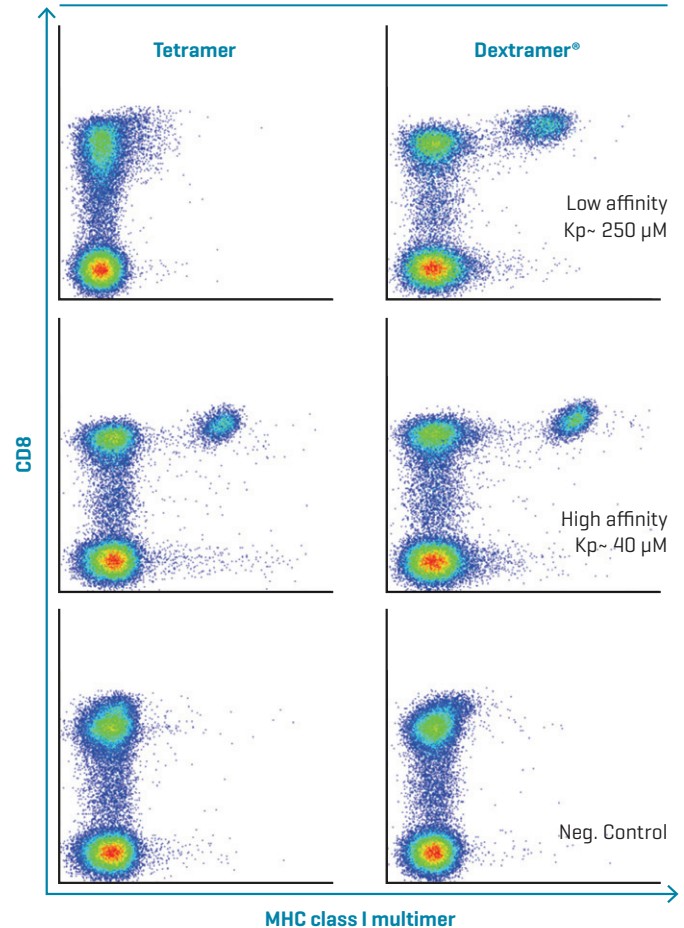 Tetramer
Dextramer®
Low affinity
Kp~ 250 µM
High affinity
Kp~ 40 µM
Neg. Control
CD8
MHC class I multimer